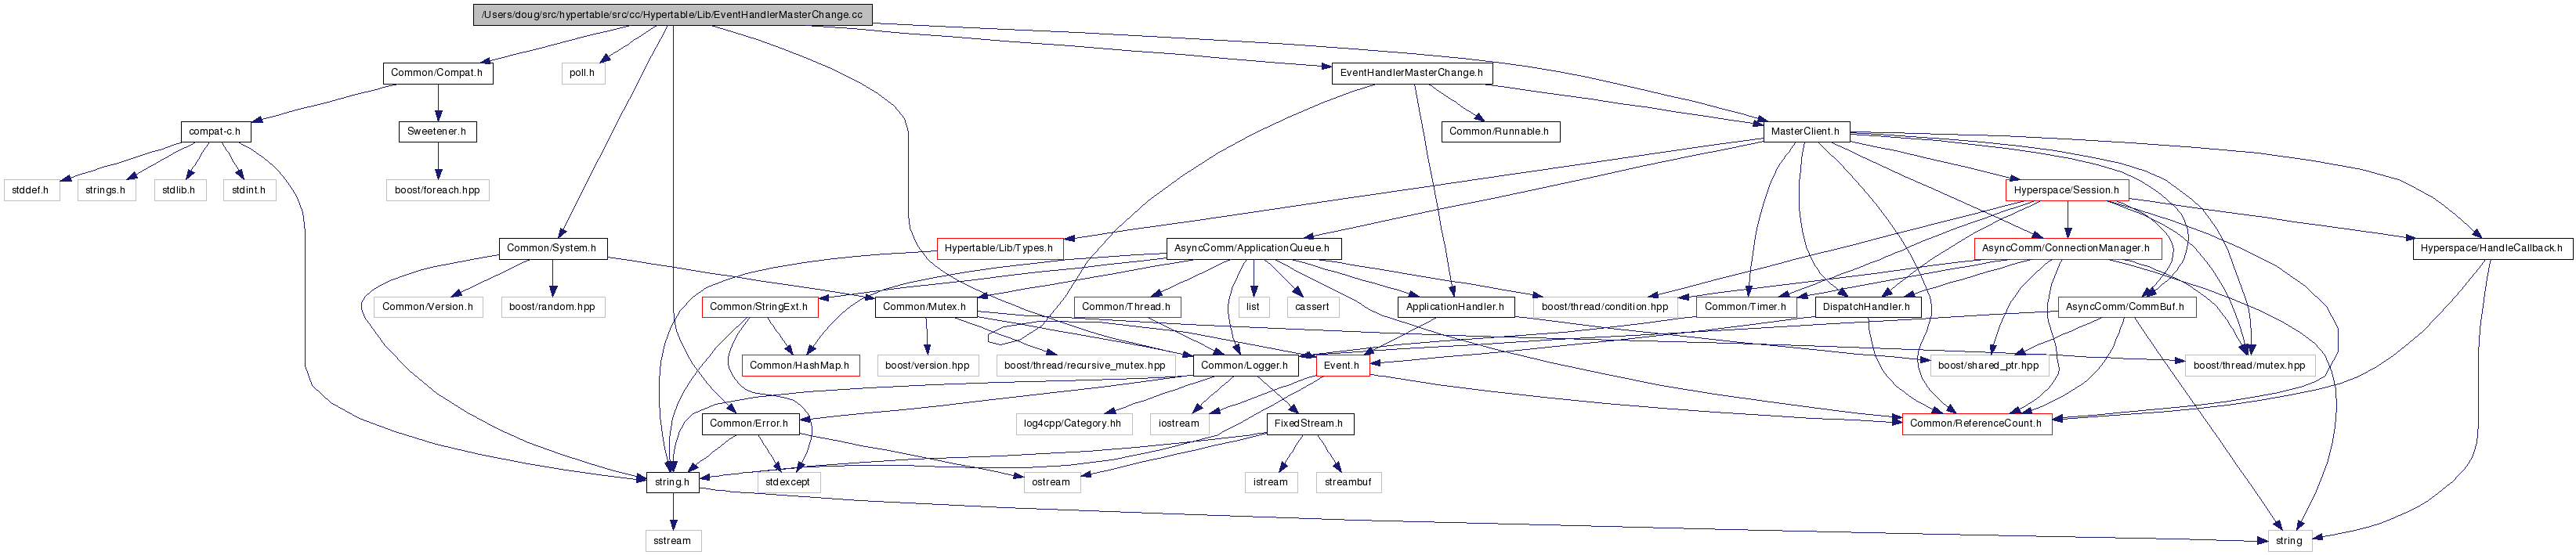 /Users/doug/src/hypertable/src/cc/Hypertable/Lib/EventHandlerMasterChange.cc
Common/Compat.h
poll.h
EventHandlerMasterChange.h
compat-c.h
Sweetener.h
Common/Runnable.h
MasterClient.h
stddef.h
strings.h
stdlib.h
stdint.h
boost/foreach.hpp
Hyperspace/Session.h
Common/System.h
Hypertable/Lib/Types.h
AsyncComm/ApplicationQueue.h
AsyncComm/ConnectionManager.h
Hyperspace/HandleCallback.h
Common/Version.h
boost/random.hpp
Common/StringExt.h
Common/Mutex.h
Common/Thread.h
list
cassert
ApplicationHandler.h
boost/thread/condition.hpp
Common/Timer.h
DispatchHandler.h
AsyncComm/CommBuf.h
Common/HashMap.h
boost/version.hpp
boost/thread/recursive_mutex.hpp
Common/Logger.h
Event.h
boost/shared_ptr.hpp
boost/thread/mutex.hpp
Common/Error.h
log4cpp/Category.hh
iostream
FixedStream.h
Common/ReferenceCount.h
string.h
stdexcept
ostream
istream
streambuf
sstream
string